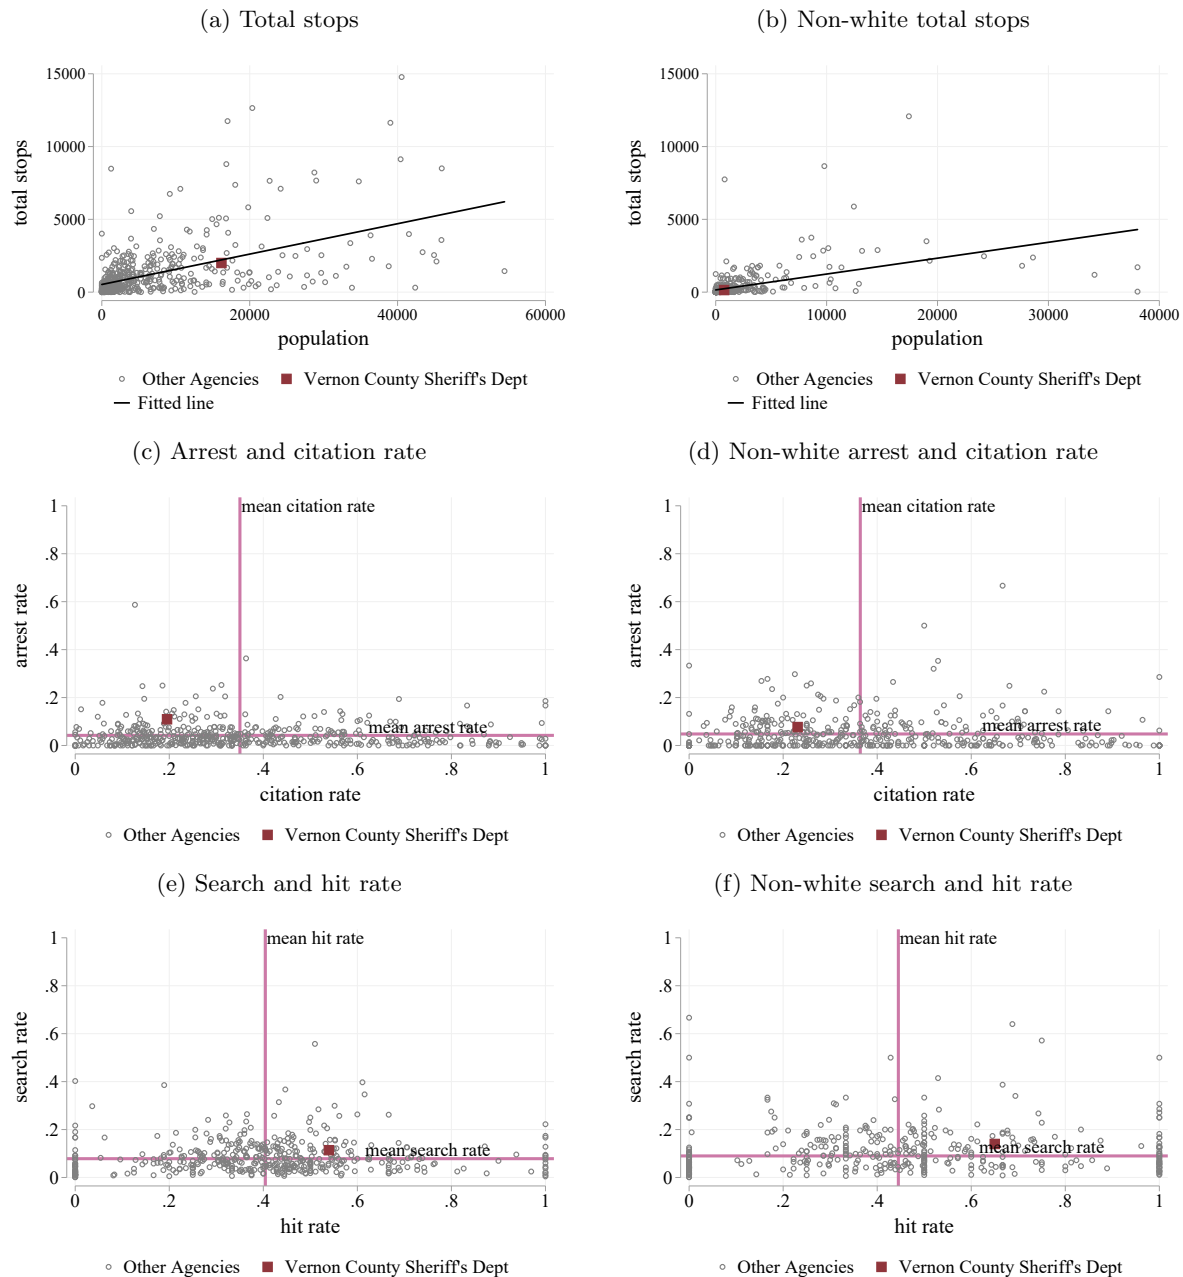 (a) Total stops
(b) Non-white total stops
total stops
15000
10000
5000
0
0 20000 40000 60000
population
Other Agencies Vernon County Sheriff's Dept
Fitted line
total stops
15000
10000
5000
0
0 10000 20000 30000 40000
population
Other Agencies Vernon County Sheriff's Dept
Fitted line
(c) Arrest and citation rate
(d) Non-white arrest and citation rate
arrest rate
1
.8
.6
.4
.2
0
mean citation rate
mean arrest rate
0 .2 .4 .6 .8 1
citation rate
Other Agencies Vernon County Sheriff's Dept
arrest rate
1
.8
.6
.4
.2
0
mean citation rate
mean arrest rate
0 .2 .4 .6 .8 1
citation rate
Other Agencies Vernon County Sheriff's Dept
(e) Search and hit rate
(f) Non-white search and hit rate
search rate
1
.8
.6
.4
.2
0
mean hit rate
mean search rate
0 .2 .4 .6 .8 1
hit rate
Other Agencies Vernon County Sheriff's Dept
search rate
1
.8
.6
.4
.2
0
mean hit rate
mean search rate
0 .2 .4 .6 .8 1
hit rate
Other Agencies Vernon County Sheriff's Dept